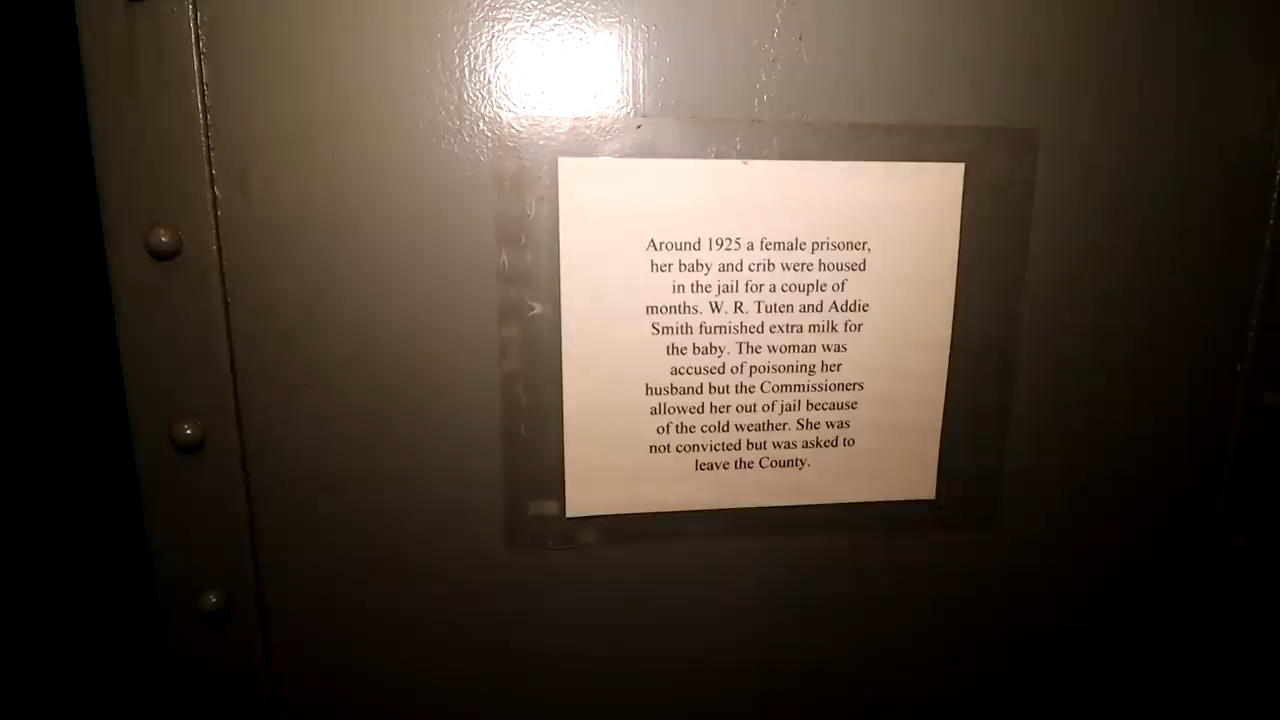 Around 1925 a female prisoner,
her baby and crib were housed
in the jail for a couple of
months. W. R. Tuten and Addie
Smith furnished extra milk for
the baby. The woman was
accused of poisoning her
husband but the Commissioners
allowed her out of jail because
of the cold weather. She was
not convicted but was asked to
leave the County.